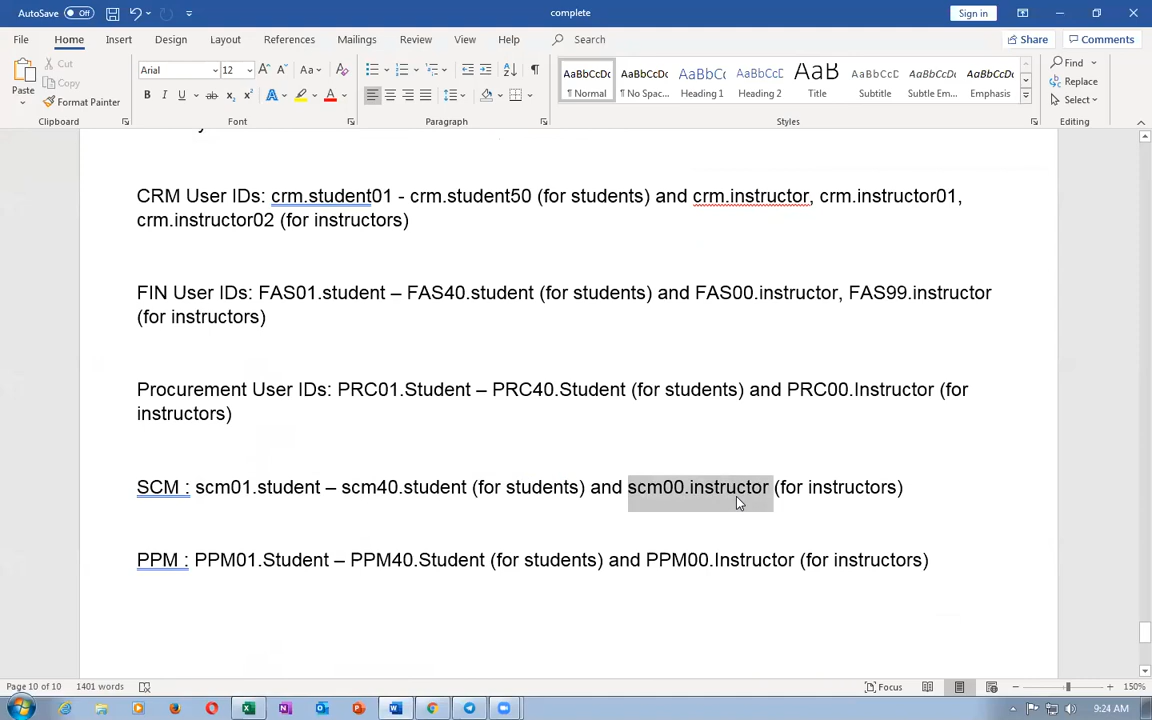 AutoSave Off
complete
Sign in
File Home Insert Design Layout References Mailings Review View Help Search Share Comments
Paste Cut Copy Format Painter
Arial 12 Aa
B I U ab x2 x2 A A
AaBbCcDc AaBbCcDc AaBbCc AaBbCcD AaB AaBbCcD AaBbCcDc AaBbCcDc
¶ Normal ¶ No Spac... Heading 1 Heading 2 Title Subtitle Subtle Em... Emphasis
Find Replace Select
Clipboard Font Paragraph Styles Editing
CRM User IDs: crm.student01 - crm.student50 (for students) and crm.instructor, crm.instructor01,
crm.instructor02 (for instructors)
FIN User IDs: FAS01.student – FAS40.student (for students) and FAS00.instructor, FAS99.instructor
(for instructors)
Procurement User IDs: PRC01.Student – PRC40.Student (for students) and PRC00.Instructor (for
instructors)
SCM : scm01.student – scm40.student (for students) and scm00.instructor (for instructors)
PPM : PPM01.Student – PPM40.Student (for students) and PPM00.Instructor (for instructors)
Page 10 of 10 1401 words Focus 150%
9:24 AM